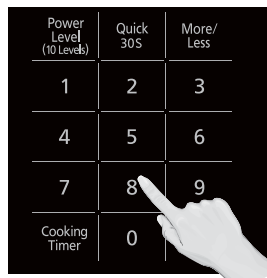 Power Quick More/
Level 30S Less
(10 Levels)
1 2 3
4 5 6
7 8 9
Cooking 0
Timer